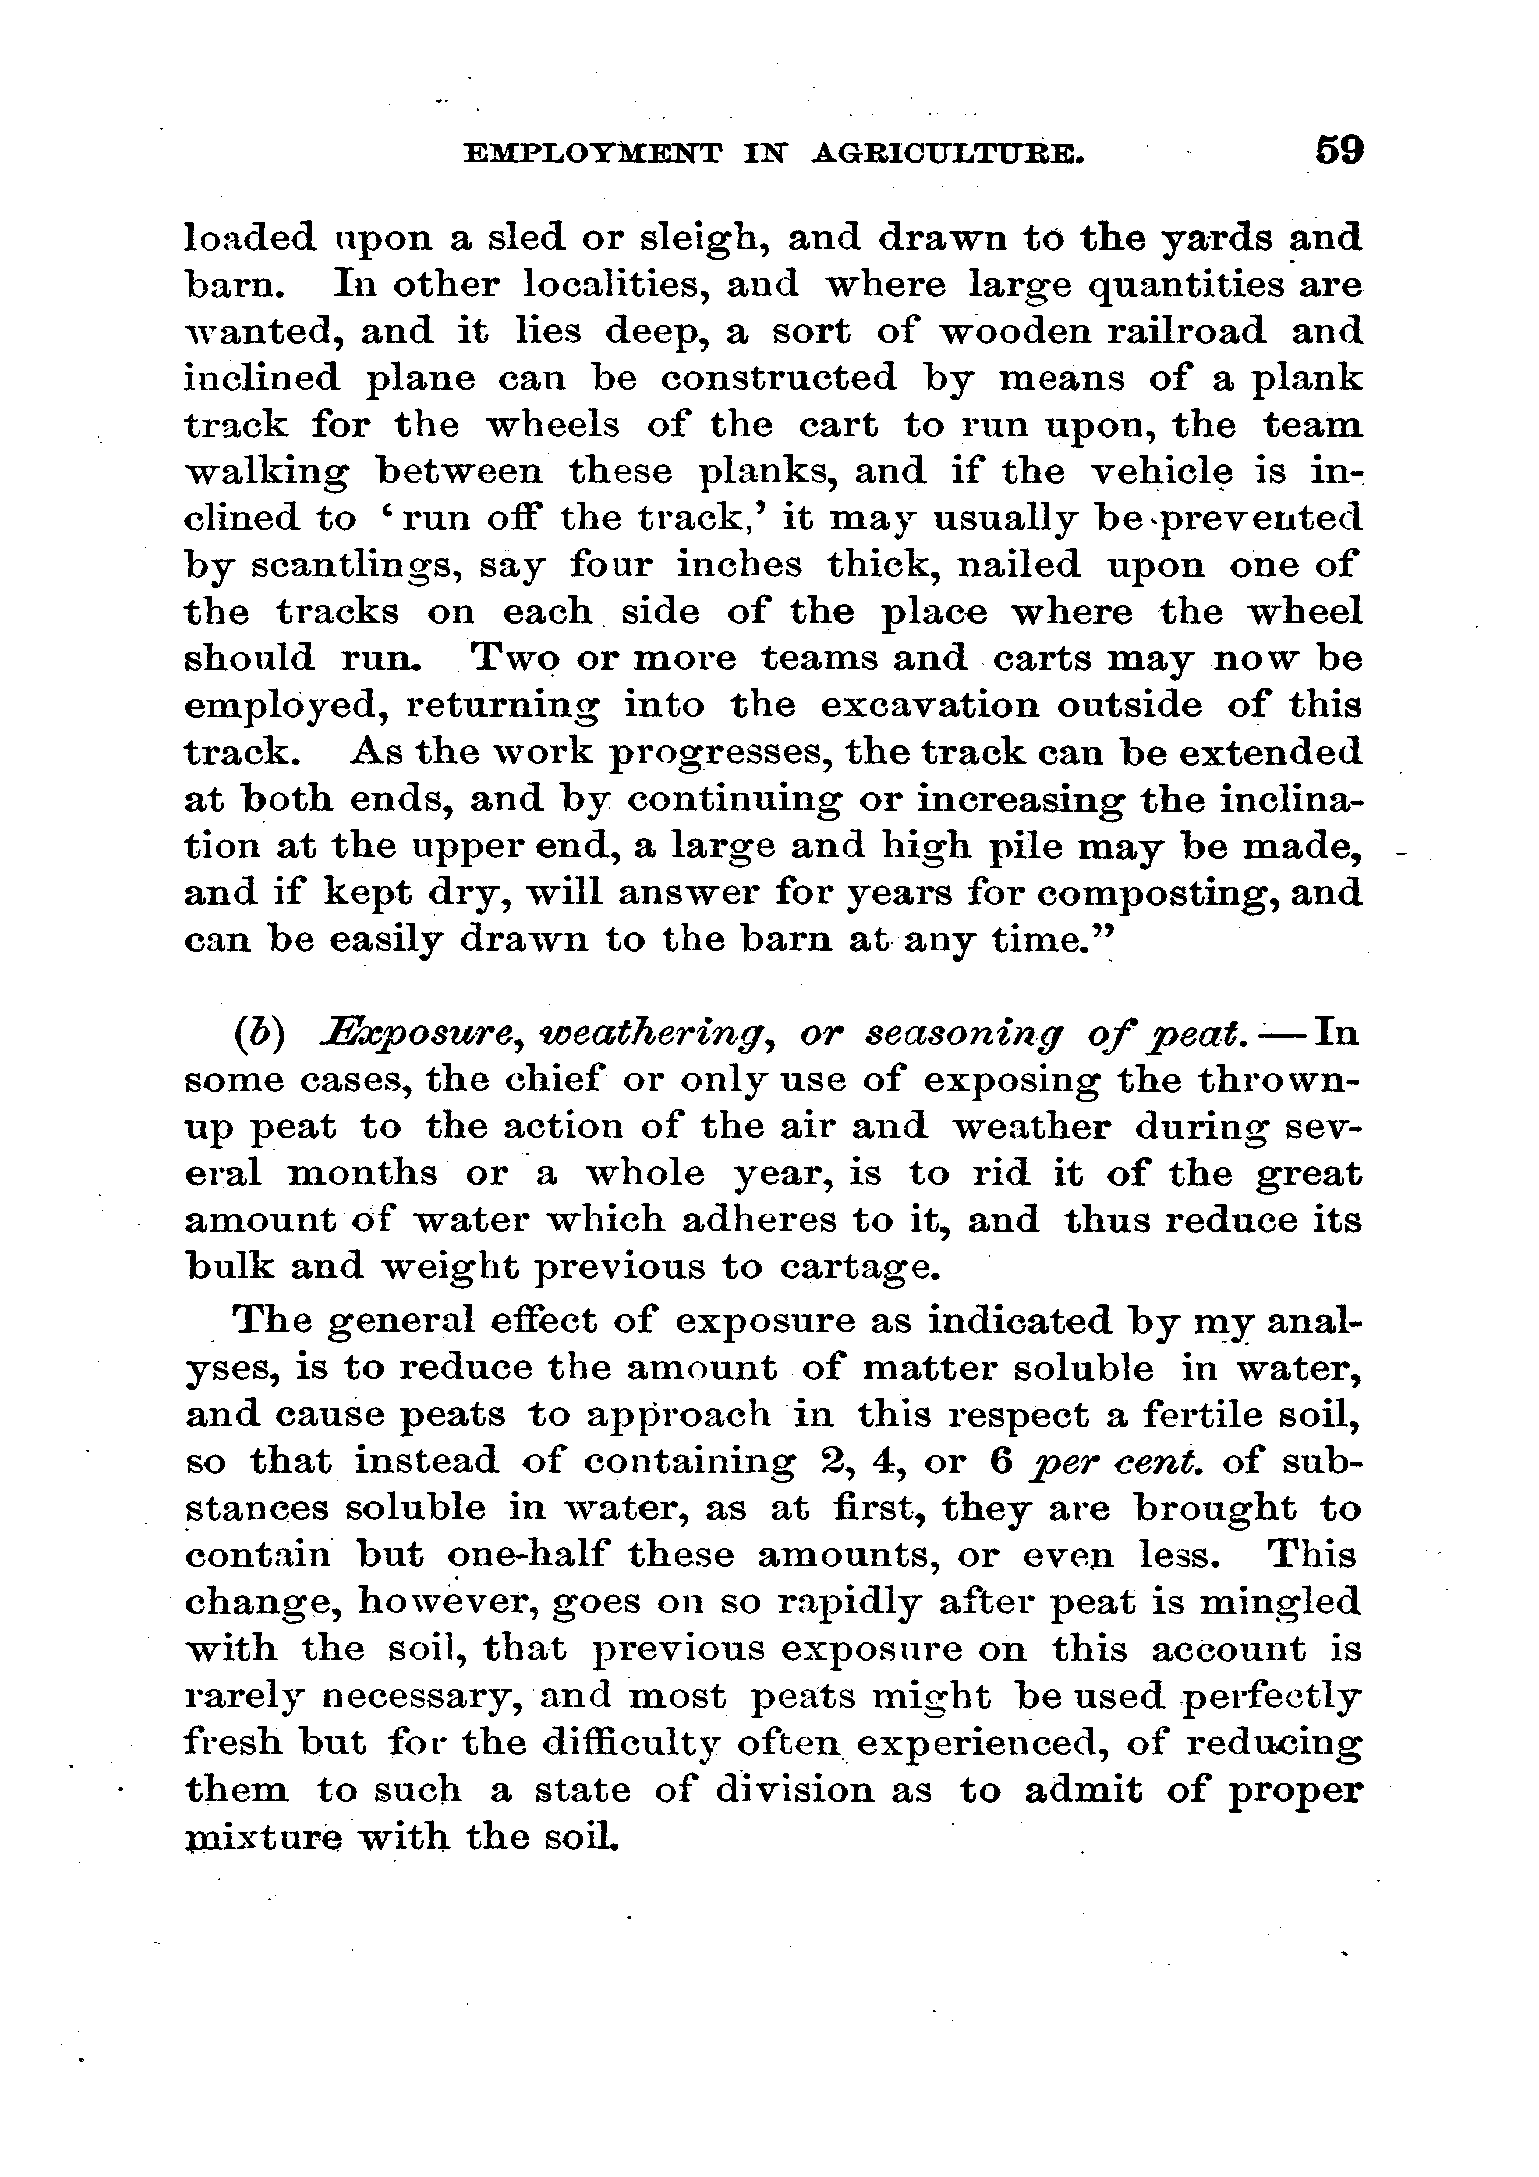 EMPLOYMENT IN AGRICULTURE. 59
loaded upon a sled or sleigh, and drawn to the yards and
barn. In other localities, and where large quantities are
wanted, and it lies deep, a sort of wooden railroad and
inclined plane can be constructed by means of a plank
track for the wheels of the cart to run upon, the team
walking between these planks, and if the vehicle is in-
clined to ‘run off the track,’ it may usually be prevented
by scantlings, say four inches thick, nailed upon one of
the tracks on each side of the place where the wheel
should run. Two or more teams and carts may now be
employed, returning into the excavation outside of this
track. As the work progresses, the track can be extended
at both ends, and by continuing or increasing the inclina-
tion at the upper end, a large and high pile may be made,
and if kept dry, will answer for years for composting, and
can be easily drawn to the barn at any time.”
(b) Exposure, weathering, or seasoning of peat.—In
some cases, the chief or only use of exposing the thrown-
up peat to the action of the air and weather during sev-
eral months or a whole year, is to rid it of the great
amount of water which adheres to it, and thus reduce its
bulk and weight previous to cartage.
The general effect of exposure as indicated by my anal-
yses, is to reduce the amount of matter soluble in water,
and cause peats to approach in this respect a fertile soil,
so that instead of containing 2, 4, or 6 per cent. of sub-
stances soluble in water, as at first, they are brought to
contain but one-half these amounts, or even less. This
change, however, goes on so rapidly after peat is mingled
with the soil, that previous exposure on this account is
rarely necessary, and most peats might be used perfectly
fresh but for the difficulty often experienced, of reducing
them to such a state of division as to admit of proper
mixture with the soil.